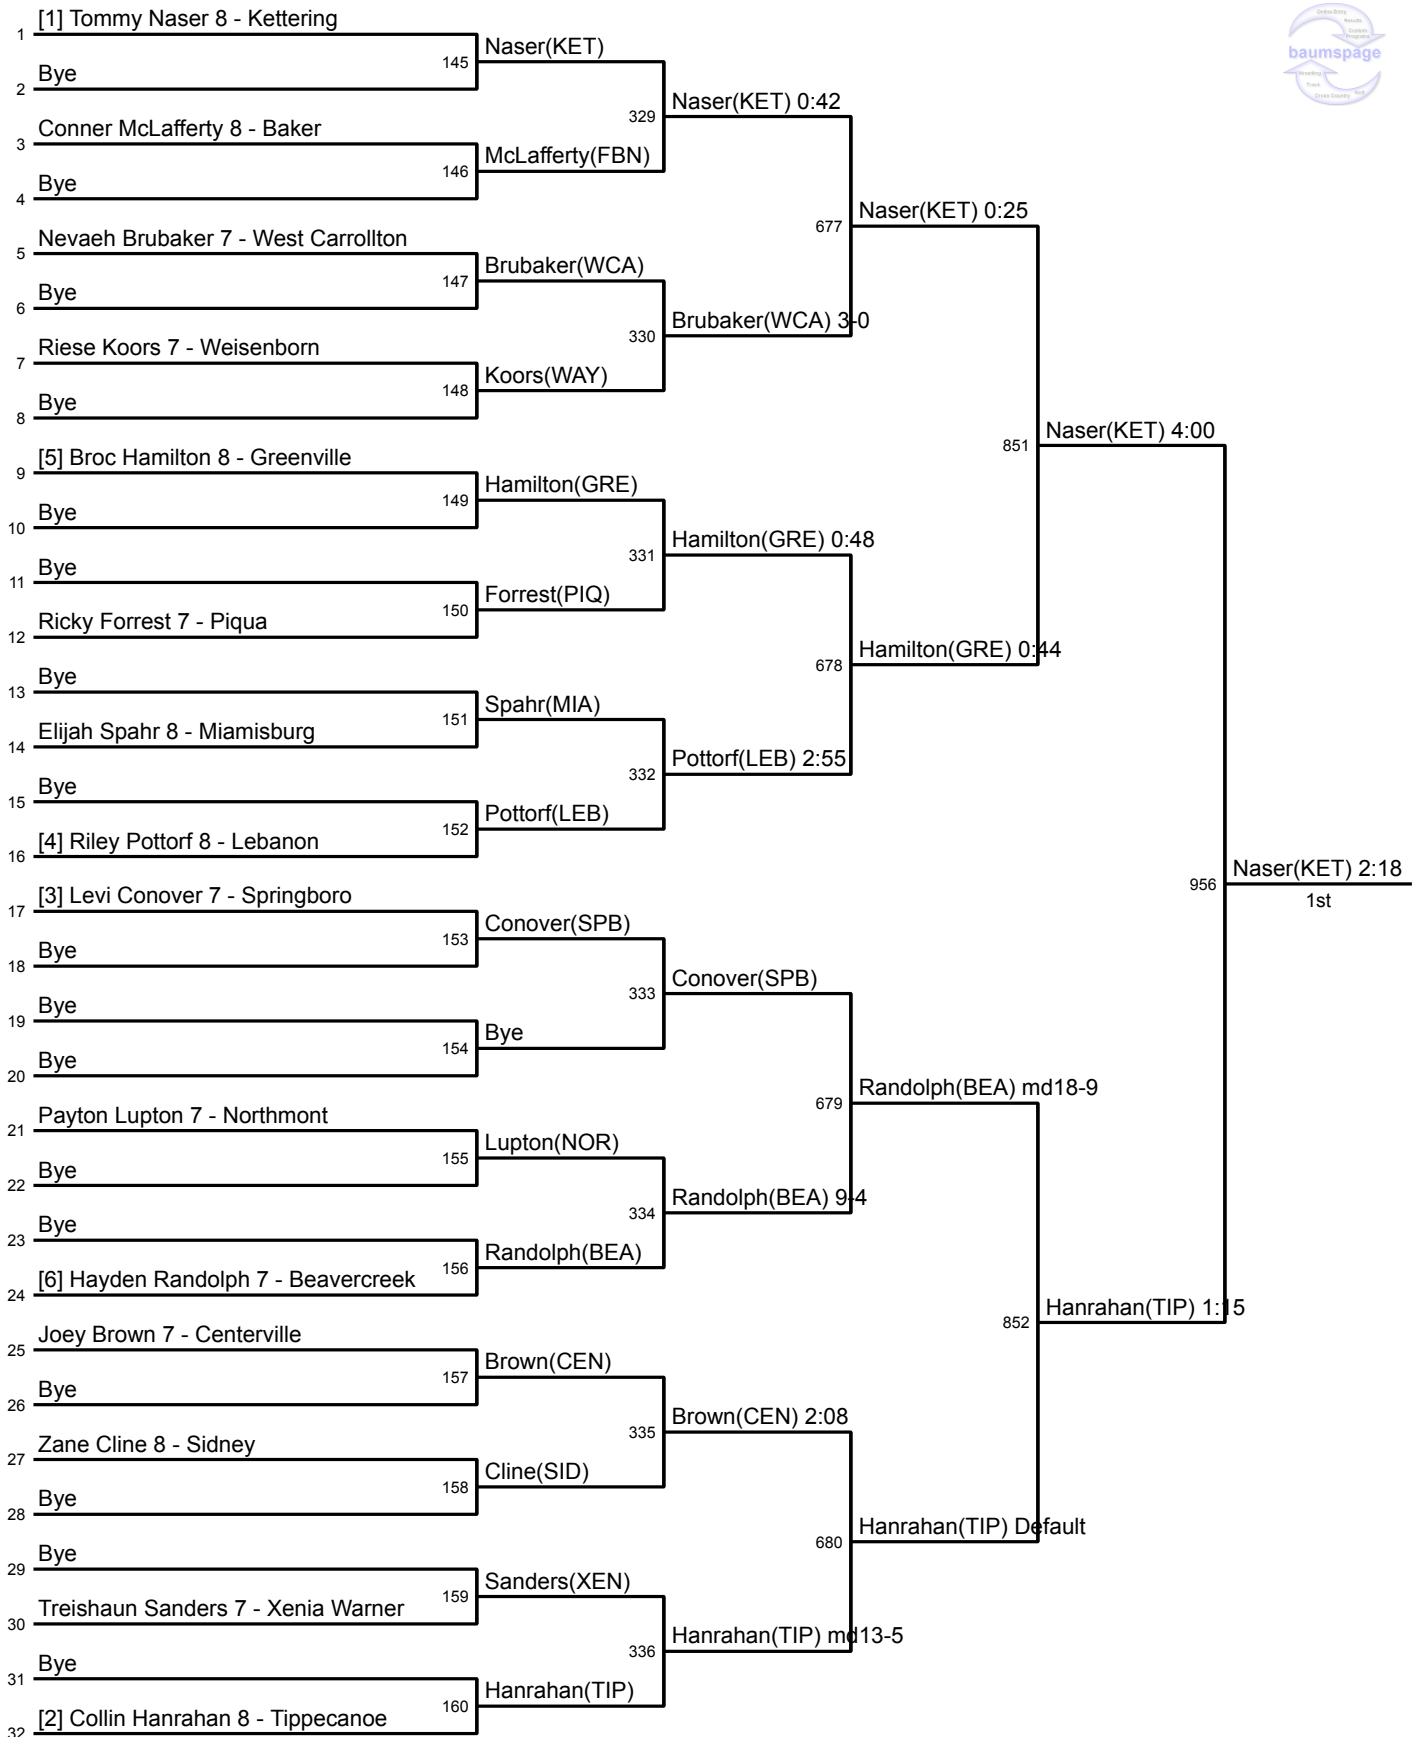 [1] Tommy Naser 8 - Kettering
1
Bye
2
145
Naser(KET)
Conner McLafferty 8 - Baker
3
Bye
4
146
McLafferty(FBN)
329
Naser(KET) 0:42
Nevaeh Brubaker 7 - West Carrollton
5
Bye
6
147
Brubaker(WCA)
Riese Koors 7 - Weisenborn
7
Bye
8
148
Koors(WAY)
330
Brubaker(WCA) 3-0
677
Naser(KET) 0:25
[5] Broc Hamilton 8 - Greenville
9
Bye
10
149
Hamilton(GRE)
Bye
11
Ricky Forrest 7 - Piqua
12
150
Forrest(PIQ)
331
Hamilton(GRE) 0:48
Bye
13
Elijah Spahr 8 - Miamisburg
14
151
Spahr(MIA)
Bye
15
[4] Riley Pottorf 8 - Lebanon
16
152
Pottorf(LEB)
332
Pottorf(LEB) 2:55
678
Hamilton(GRE) 0:44
851
Naser(KET) 4:00
[3] Levi Conover 7 - Springboro
17
Bye
18
153
Conover(SPB)
Bye
19
Bye
20
154
Bye
333
Conover(SPB)
Payton Lupton 7 - Northmont
21
Bye
22
155
Lupton(NOR)
Bye
23
[6] Hayden Randolph 7 - Beavercreek
24
156
Randolph(BEA)
334
Randolph(BEA) 9-4
679
Randolph(BEA) md18-9
Joey Brown 7 - Centerville
25
Bye
26
157
Brown(CEN)
Zane Cline 8 - Sidney
27
Bye
28
158
Cline(SID)
335
Brown(CEN) 2:08
Bye
29
Treishaun Sanders 7 - Xenia Warner
30
159
Sanders(XEN)
Bye
31
[2] Collin Hanrahan 8 - Tippecanoe
32
160
Hanrahan(TIP)
336
Hanrahan(TIP) md13-5
680
Hanrahan(TIP) Default
852
Hanrahan(TIP) 1:15
956
Naser(KET) 2:18
1st
baumspage